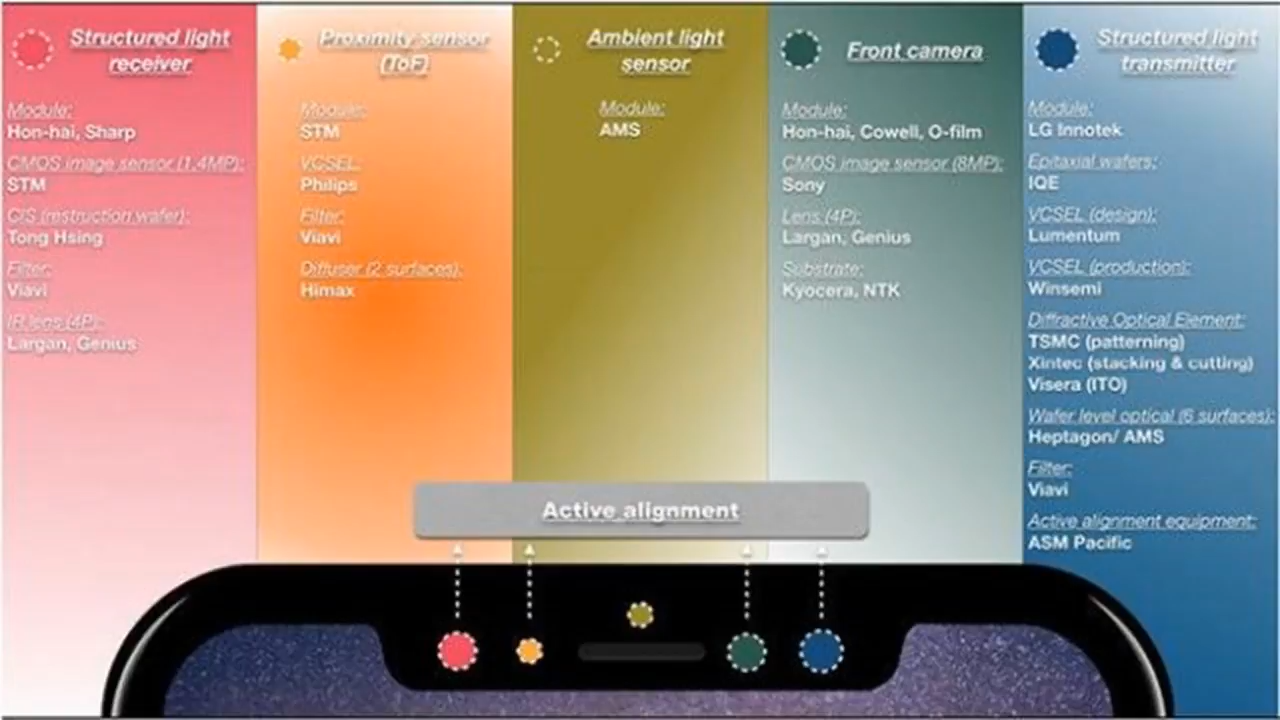 Structured light
receiver
Module:
Hon-hai, Sharp
CMOS image sensor (1,4MP):
STM
CIS (restruction wafer):
Tong Hsing
Filter:
Viavi
IR lens (4P):
Largan, Genius
Proximity sensor
(ToF)
Module:
STM
VCSEL:
Philips
Filter:
Viavi
Diffuser (2 surfaces):
Himax
Ambient light
sensor
Module:
AMS
Front camera
Module:
Hon-hai, Cowell, O-film
CMOS image sensor (8MP):
Sony
Lens (4P):
Largan, Genius
Substrate:
Kyocera, NTK
Structured light
transmitter
Module:
LG Innotek
Epitaxial wafers:
IQE
VCSEL (design):
Lumentum
VCSEL (production):
Winsemi
Diffractive Optical Element:
TSMC (patterning)
Xintec (stacking & cutting)
Visera (ITO)
Wafer level optical (6 surfaces):
Heptagon/ AMS
Filter:
Viavi
Active alignment equipment:
ASM Pacific
Active alignment